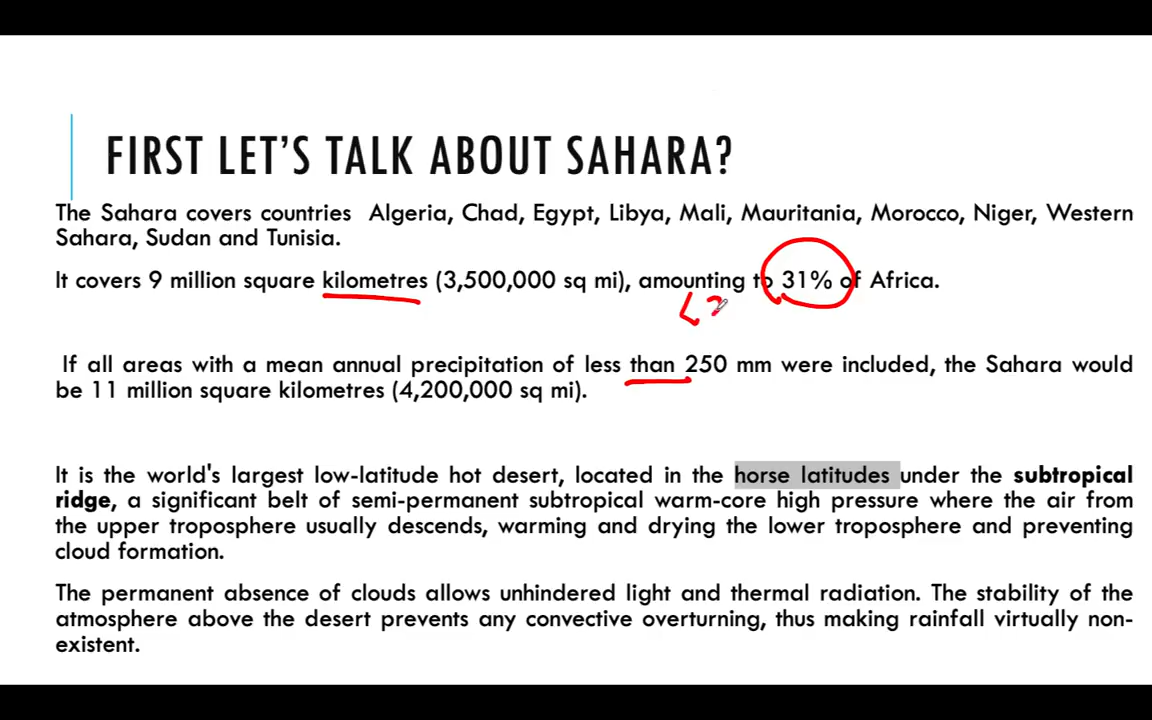 FIRST LET'S TALK ABOUT SAHARA?
The Sahara covers countries Algeria, Chad, Egypt, Libya, Mali, Mauritania, Morocco, Niger, Western
Sahara, Sudan and Tunisia.
It covers 9 million square kilometres (3,500,000 sq mi), amounting to 31% of Africa.
If all areas with a mean annual precipitation of less than 250 mm were included, the Sahara would
be 11 million square kilometres (4,200,000 sq mi).
It is the world's largest low-latitude hot desert, located in the horse latitudes under the subtropical
ridge, a significant belt of semi-permanent subtropical warm-core high pressure where the air from
the upper troposphere usually descends, warming and drying the lower troposphere and preventing
cloud formation.
The permanent absence of clouds allows unhindered light and thermal radiation. The stability of the
atmosphere above the desert prevents any convective overturning, thus making rainfall virtually non-
existent.